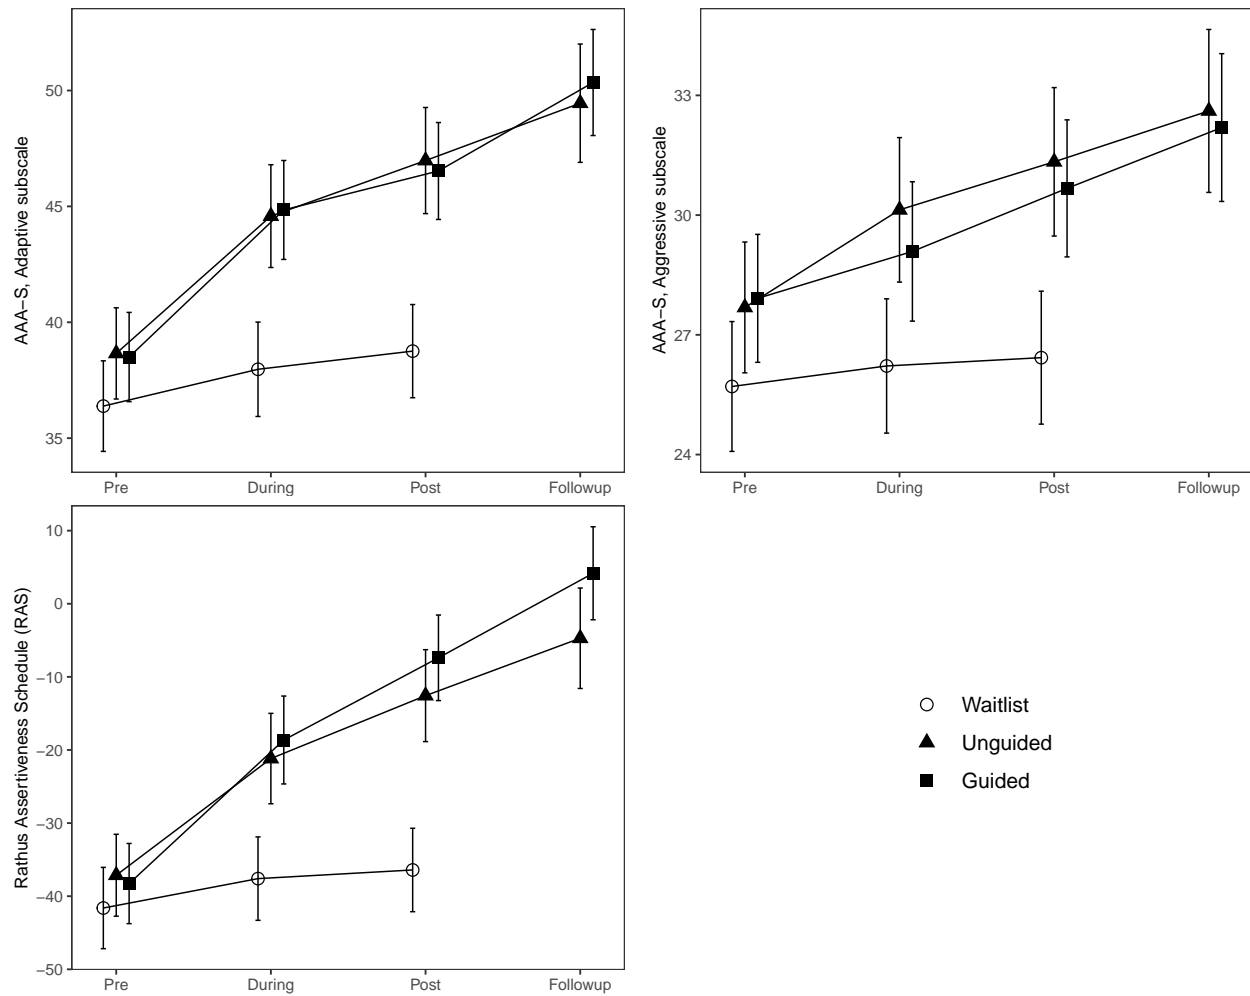 AAA−S, Adaptive subscale
50
45
40
35
Pre During Post Followup
AAA−S, Aggressive subscale
33
30
27
24
Pre During Post Followup
Rathus Assertiveness Schedule (RAS)
10
0
−10
−20
−30
−40
−50
Pre During Post Followup
Waitlist
Unguided
Guided